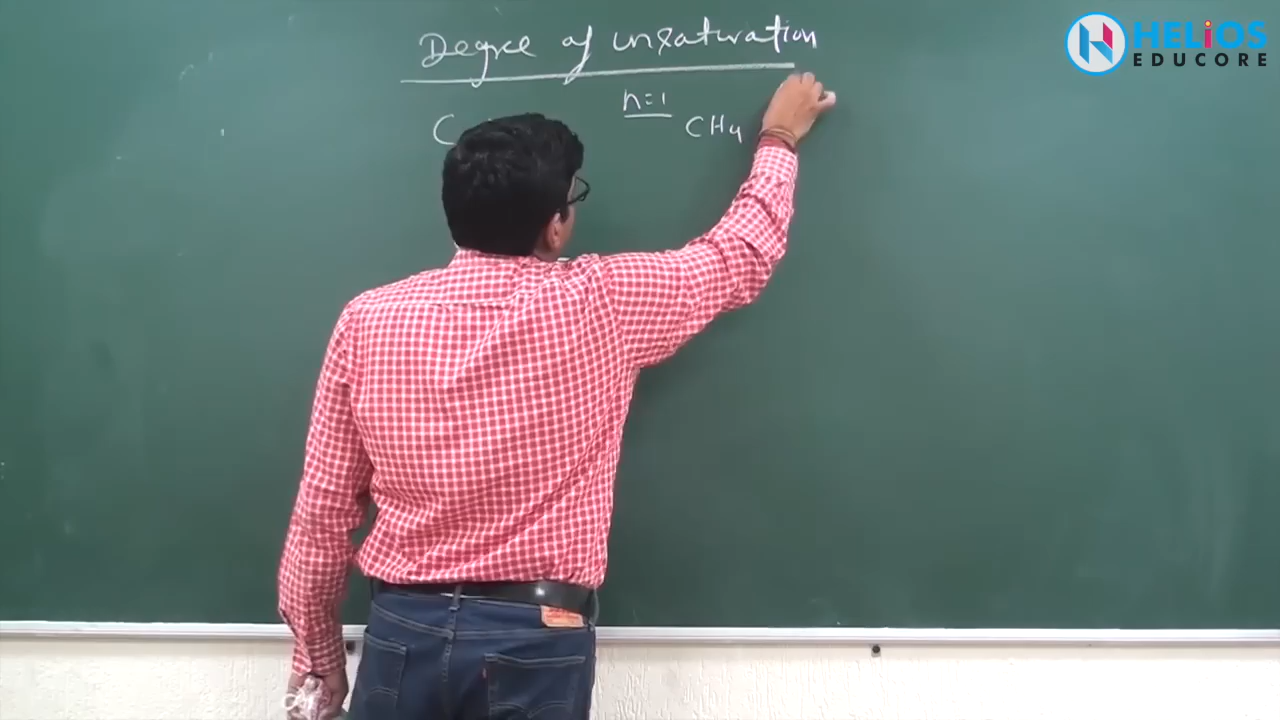 Degree of unsaturation
n=1
C
CH4
HELiOS
EDUCORE